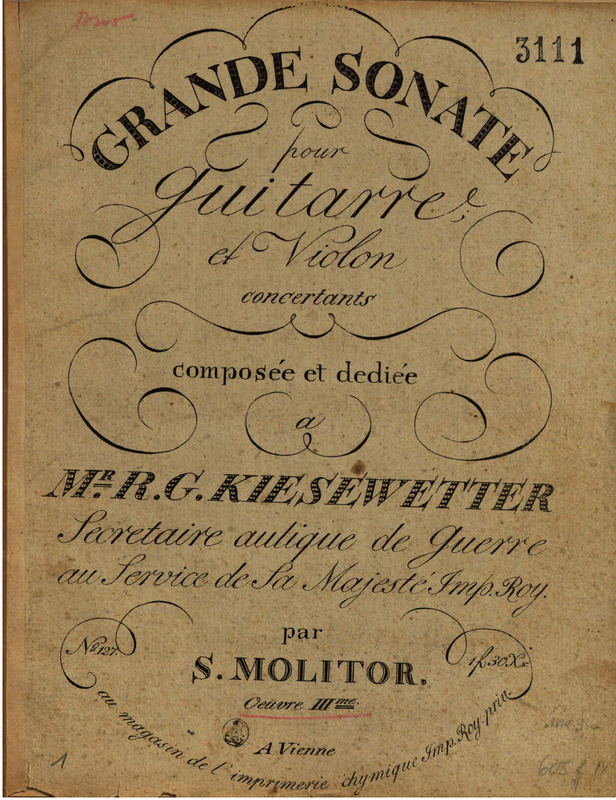 3111
GRANDE SONATE
pour
Guitarre
et Violon
concertants
composée et dediée
a
Mr. R. G. KIESEWETTER
Secretaire aulique de Guerre
au Service de Sa Majesté Imp. Roy.
par
S. MOLITOR.
No 127.
1f 30X
Oeuvre IIIme.
A Vienne
au magasin de l'imprimerie chymique Imp. Roy. priv.
1